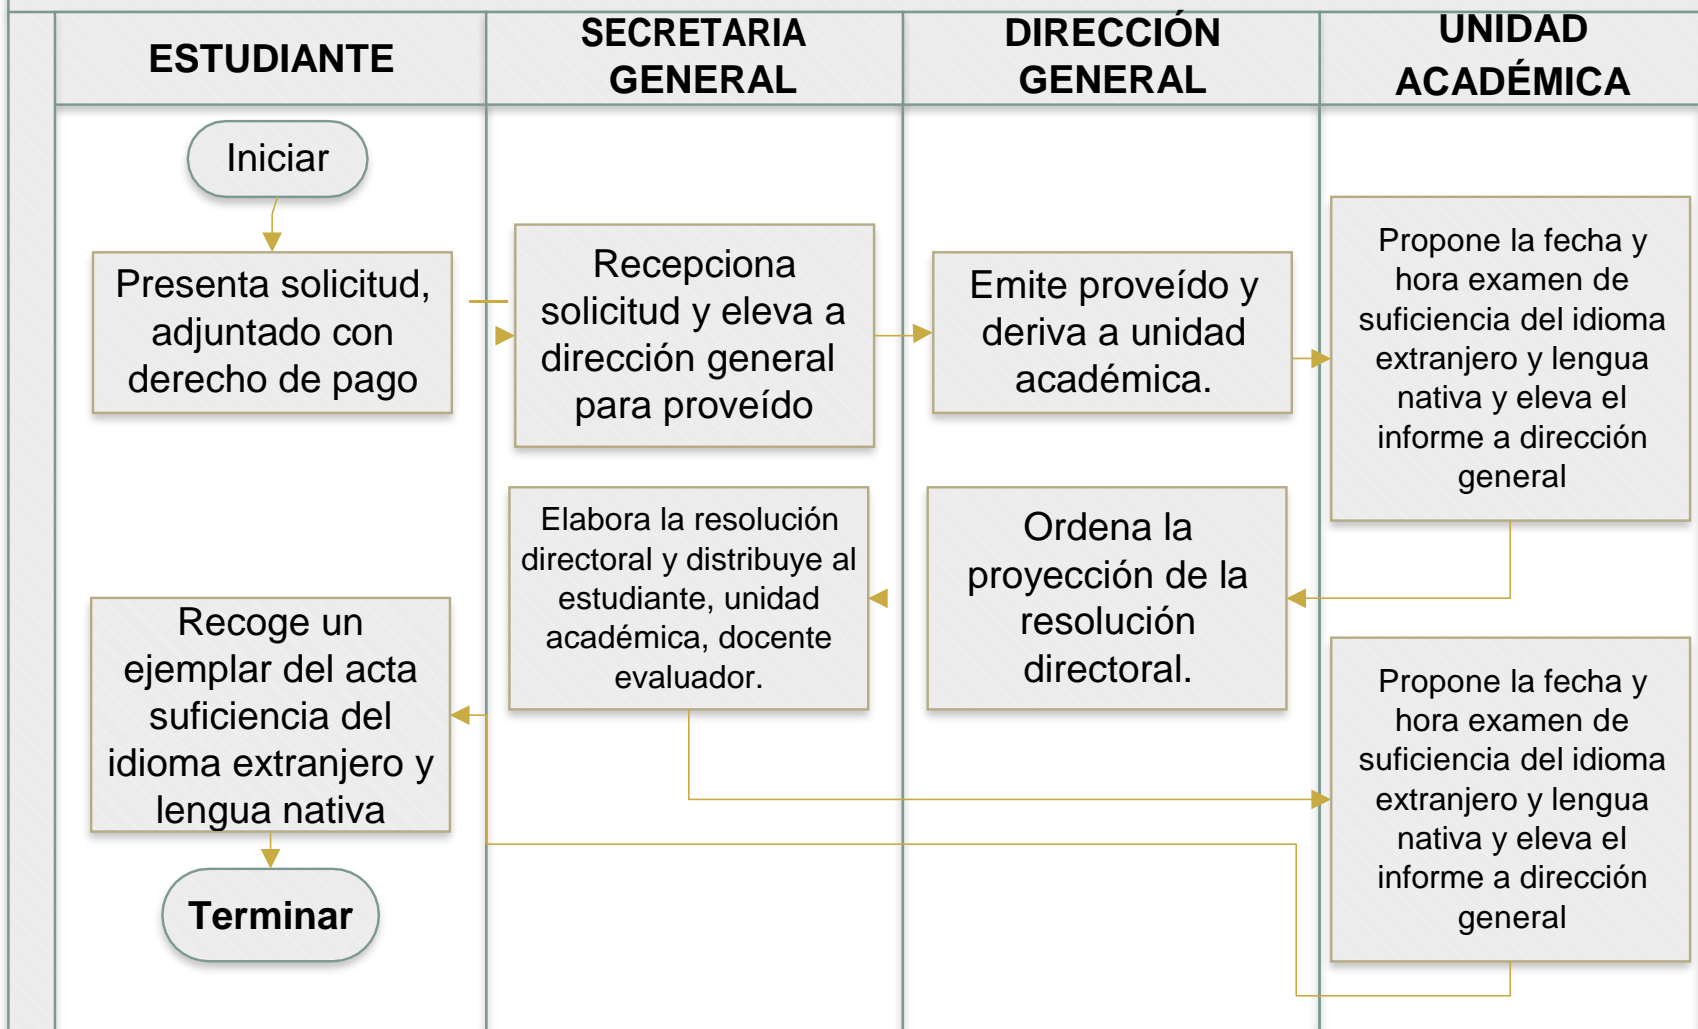 ESTUDIANTE
SECRETARIA
GENERAL
DIRECCIÓN
GENERAL
UNIDAD
ACADÉMICA
Iniciar
Presenta solicitud,
adjuntado con
derecho de pago
Recepciona
solicitud y eleva a
dirección general
para proveído
Emite proveído y
deriva a unidad
académica.
Propone la fecha y
hora examen de
suficiencia del idioma
extranjero y lengua
nativa y eleva el
informe a dirección
general
Elabora la resolución
directoral y distribuye al
estudiante, unidad
académica, docente
evaluador.
Ordena la
proyección de la
resolución
directoral.
Recoge un
ejemplar del acta
suficiencia del
idioma extranjero y
lengua nativa
Propone la fecha y
hora examen de
suficiencia del idioma
extranjero y lengua
nativa y eleva el
informe a dirección
general
Terminar